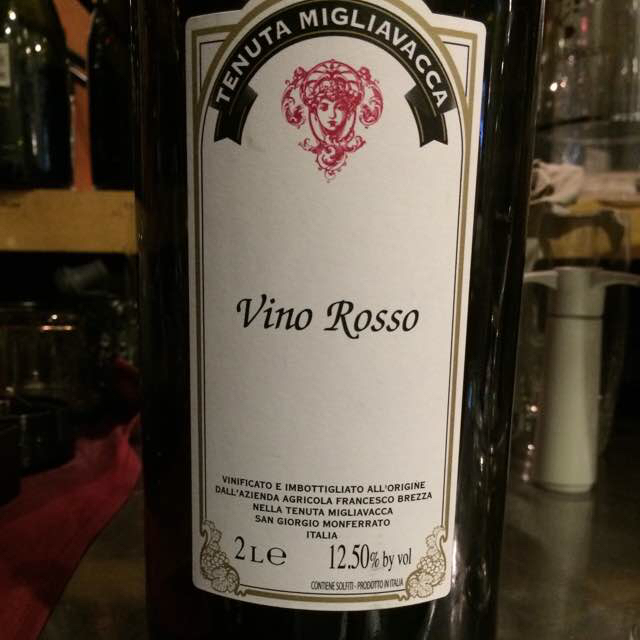 TENUTA MIGLIAVACCA
Vino Rosso
VINIFICATO E IMBOTTIGLIATO ALL'ORIGINE
DALL'AZIENDA AGRICOLA FRANCESCO BREZZA
NELLA TENUTA MIGLIAVACCA
SAN GIORGIO MONFERRATO
ITALIA
2 L e 12.50% by vol
CONTIENE SOLFITI - PRODOTTO IN ITALIA